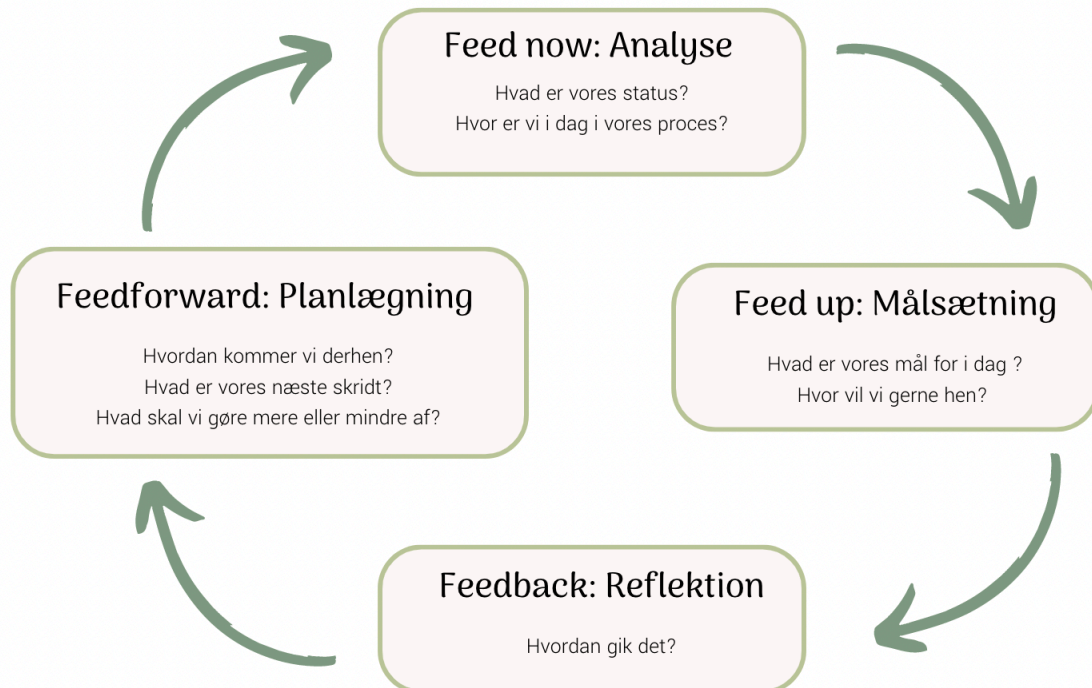 Feed now: Analyse
Hvad er vores status?
Hvor er vi i dag i vores proces?
Feedforward: Planlægning
Hvordan kommer vi derhen?
Hvad er vores næste skridt?
Hvad skal vi gøre mere eller mindre af?
Feed up: Målsætning
Hvad er vores mål for i dag ?
Hvor vil vi gerne hen?
Feedback: Reflektion
Hvordan gik det?